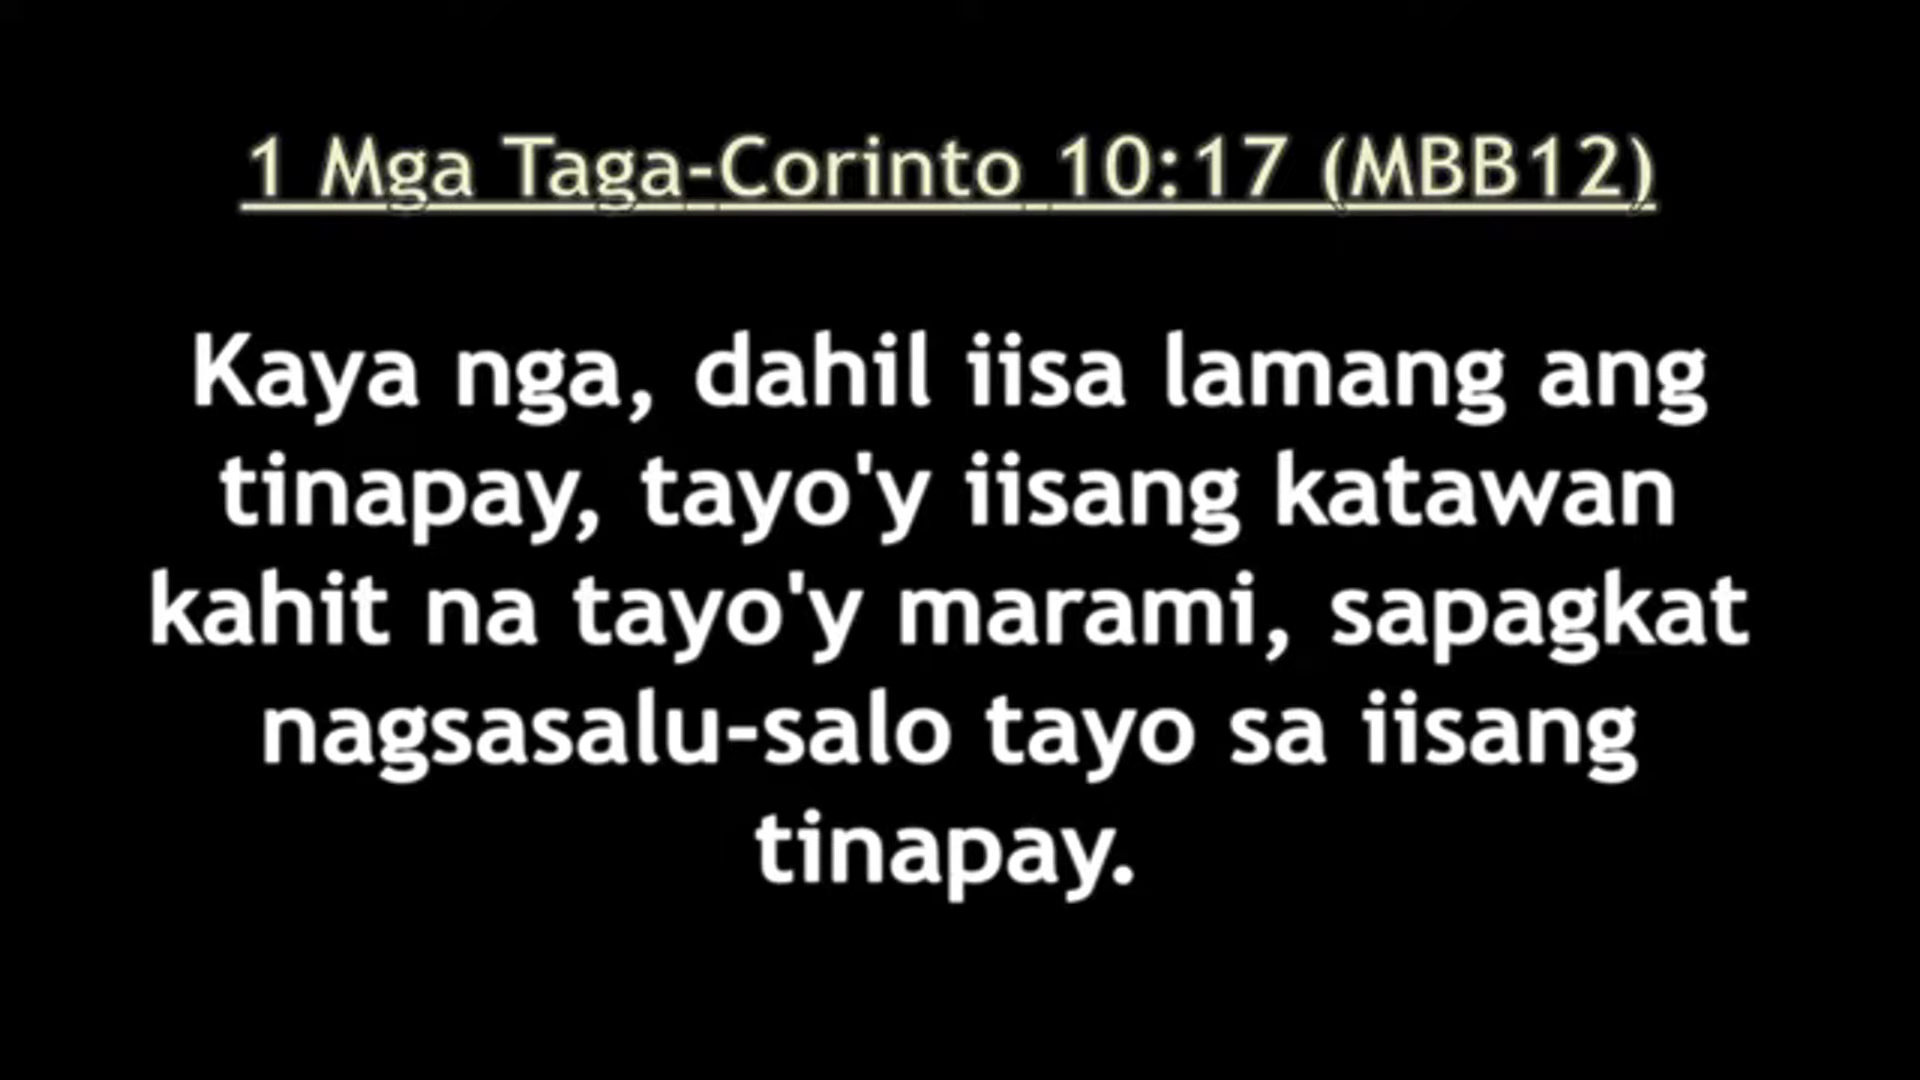 1 Mga Taga-Corinto 10:17 (MBB12)
Kaya nga, dahil iisa lamang ang
tinapay, tayo'y iisang katawan
kahit na tayo'y marami, sapagkat
nagsasalu-salo tayo sa iisang
tinapay.